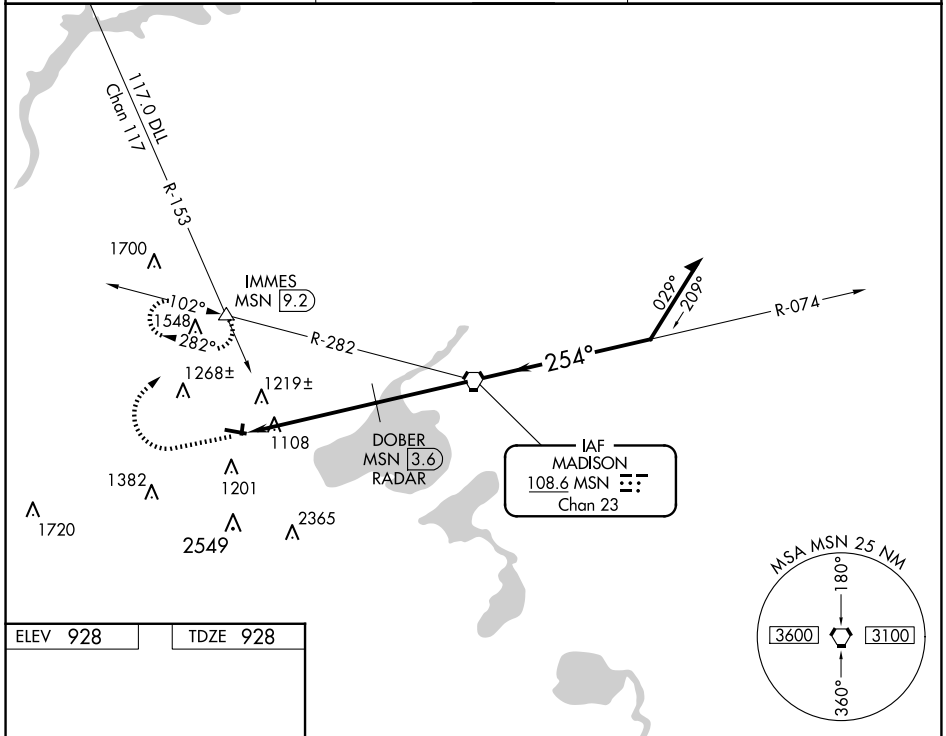 117.0 DLL
Chan 117
R-153
1700
IMMES
MSN 9.2
102°
1548
282°
R-282
029°
209°
R-074
254°
1268±
1219±
1108
DOBER
MSN 3.6
RADAR
IAF
MADISON
108.6 MSN
Chan 23
1382
1201
1720
2549
2365
MSA MSN 25 NM
180°
3600
3100
360°
ELEV 928
TDZE 928